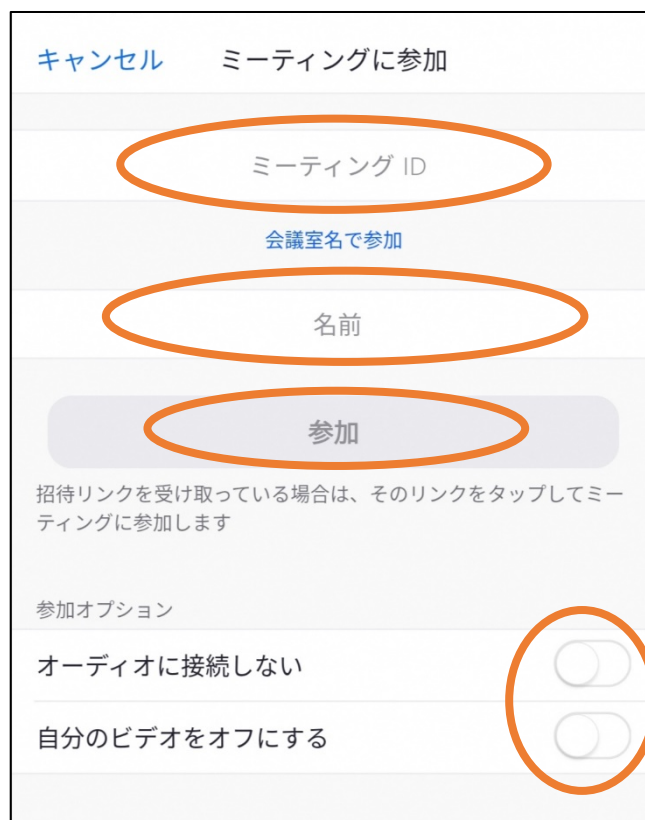 キャンセル ミーティングに参加
ミーティング ID
会議室名で参加
名前
参加
招待リンクを受け取っている場合は、そのリンクをタップしてミー
ティングに参加します
参加オプション
オーディオに接続しない
自分のビデオをオフにする